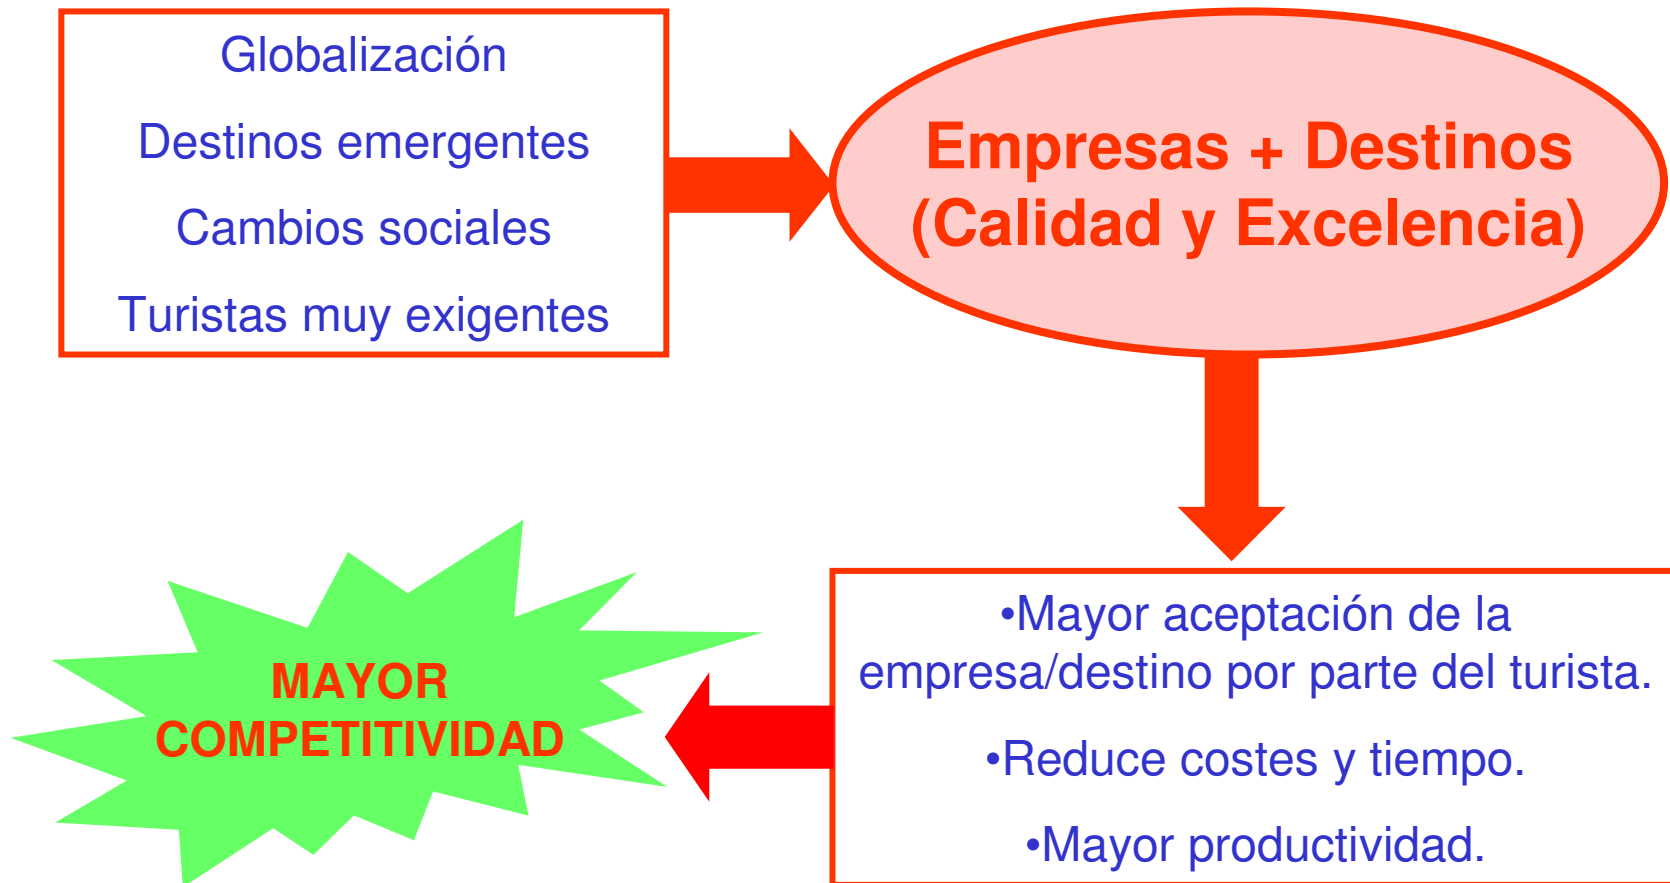 Globalización
Destinos emergentes
Cambios sociales
Turistas muy exigentes
Empresas + Destinos
(Calidad y Excelencia)
•Mayor aceptación de la
empresa/destino por parte del turista.
•Reduce costes y tiempo.
•Mayor productividad.
MAYOR
COMPETITIVIDAD